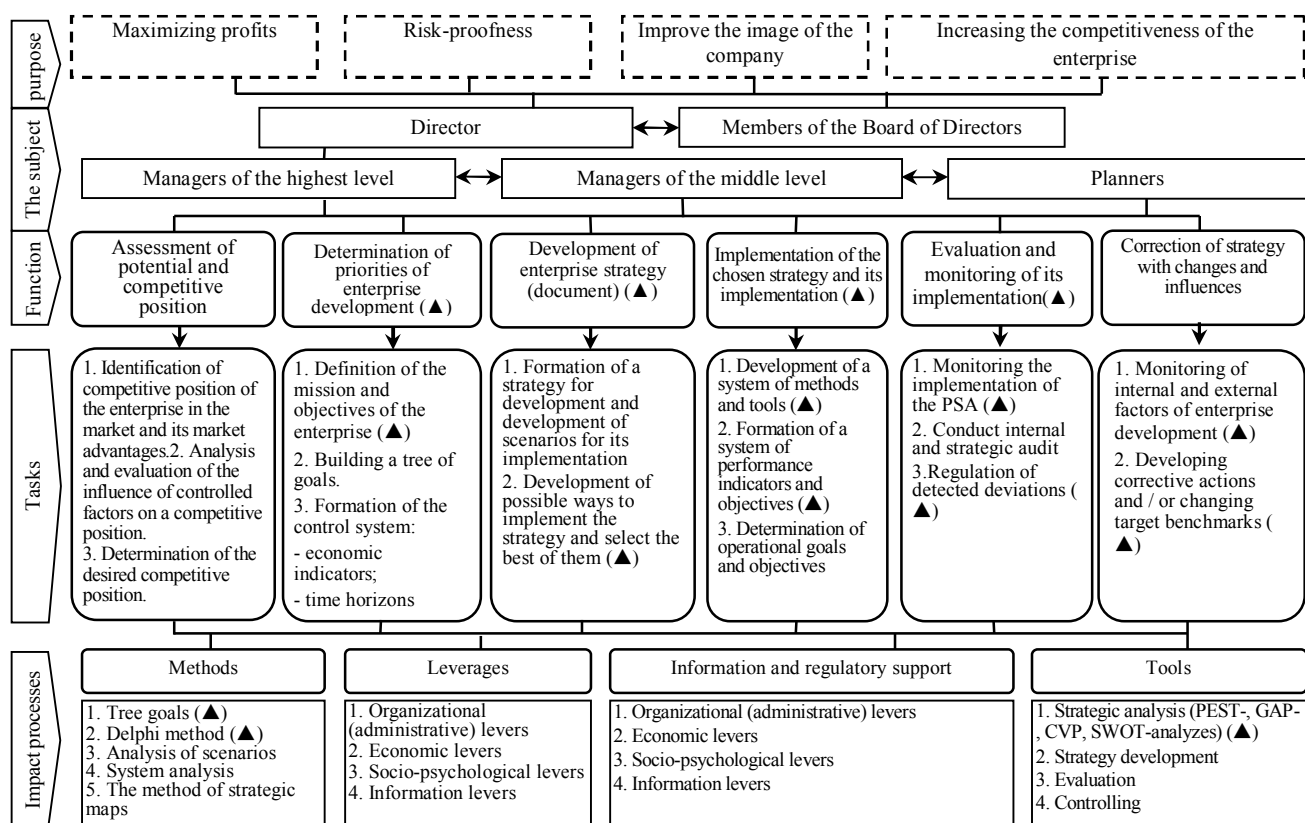 purpose
Maximizing profits
Risk-proofness
Improve the image of the
company
Increasing the competitiveness of the
enterprise
The subject
Director
Members of the Board of Directors
Managers of the highest level
Managers of the middle level
Planners
Function
Assessment of
potential and
competitive
position
Determination of
priorities of
enterprise
development (▲)
Development of
enterprise strategy
(document) (▲)
Implementation of the
chosen strategy and its
implementation (▲)
Evaluation and
monitoring of its
implementation(▲)
Correction of strategy
with changes and
influences
Tasks
1. Identification of
competitive position of
the enterprise in the
market and its market
advantages.2. Analysis
and evaluation of the
influence of controlled
factors on a competitive
position.
3. Determination of the
desired competitive
position.
1. Definition of the
mission and
objectives of the
enterprise (▲)
2. Building a tree of
goals.
3. Formation of the
control system:
- economic
indicators;
- time horizons
1. Formation of a
strategy for
development and
development of
scenarios for its
implementation
2. Development of
possible ways to
implement the
strategy and select the
best of them (▲)
1. Development of a
system of methods
and tools (▲)
2. Formation of a
system of
performance
indicators and
objectives (▲)
3. Determination of
operational goals
and objectives
1. Monitoring the
implementation of
the PSA (▲)
2. Conduct internal
and strategic audit
3.Regulation of
detected deviations (
▲)
1. Monitoring of
internal and external
factors of enterprise
development (▲)
2. Developing
corrective actions
and / or changing
target benchmarks (
▲)
Impact processes
Methods
Leverages
Information and regulatory support
Tools
1. Tree goals (▲)
2. Delphi method (▲)
3. Analysis of scenarios
4. System analysis
5. The method of strategic
maps
1. Organizational
(administrative) levers
2. Economic levers
3. Socio-psychological levers
4. Information levers
1. Organizational (administrative) levers
2. Economic levers
3. Socio-psychological levers
4. Information levers
1. Strategic analysis (PEST-, GAP-
, CVP, SWOT-analyzes) (▲)
2. Strategy development
3. Evaluation
4. Controlling